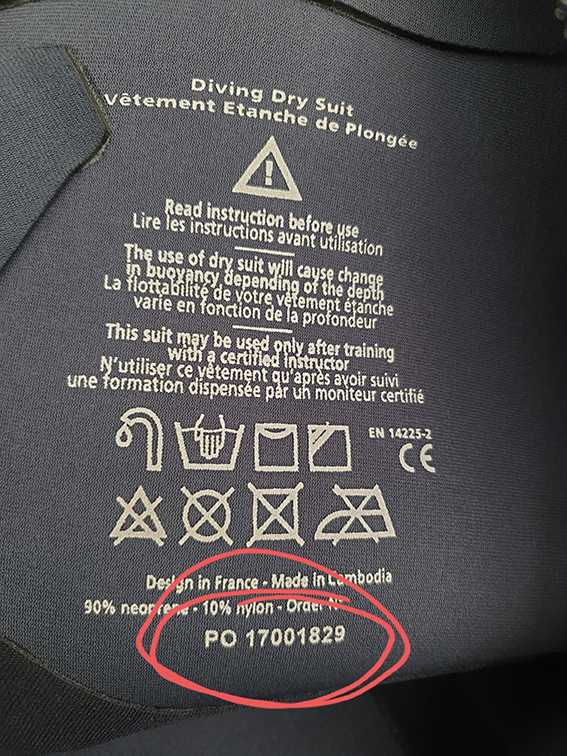 Diving Dry Suit
Vêtement Etanche de Plongée
Read instruction before use
Lire les instructions avant utilisation
The use of dry suit will cause change
in buoyancy depending of the depth
La flottabilité de votre vêtement étanche
varie en fonction de la profondeur
This suit may be used only after training
with a certified instructor
N'utiliser ce vêtement qu'après avoir suivi
une formation dispensée par un moniteur certifié
EN 14225-2
CE
Design in France - Made in Cambodia
90% neoprene - 10% nylon - Order N°
PO 17001829